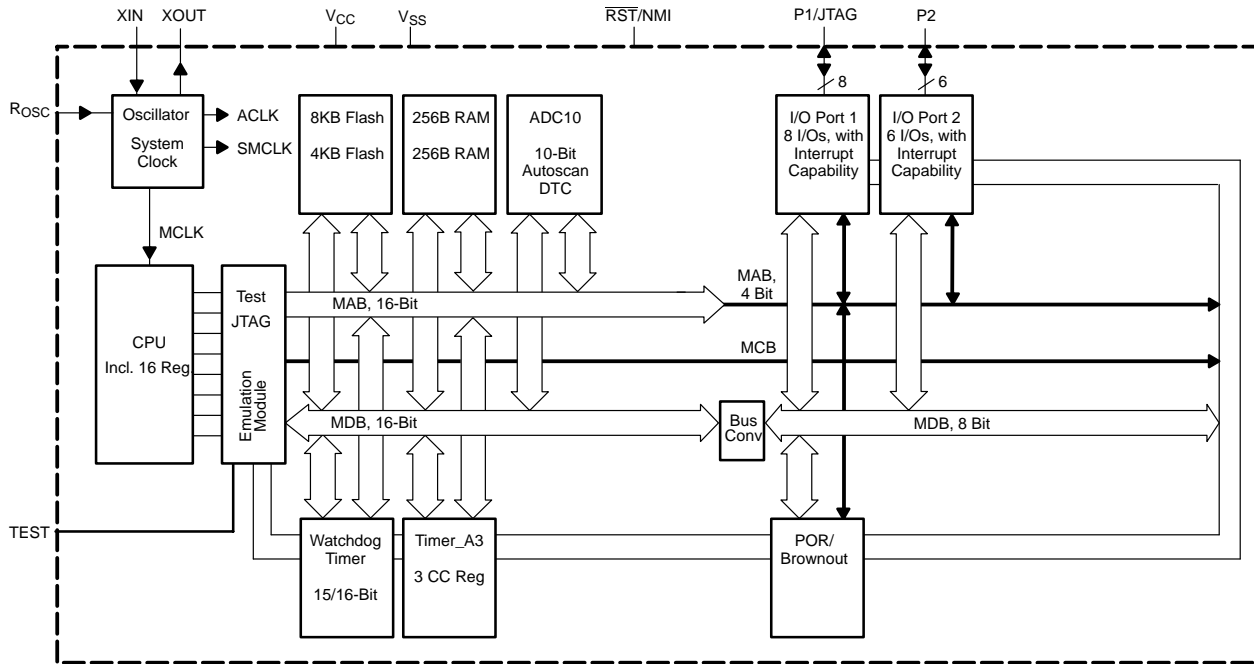 XIN XOUT VCC VSS RST/NMI P1/JTAG P2
8 6
ROSC
Oscillator
System
Clock
ACLK
SMCLK
MCLK
8KB Flash
4KB Flash
256B RAM
256B RAM
ADC10
10-Bit
Autoscan
DTC
I/O Port 1
8 I/Os, with
Interrupt
Capability
I/O Port 2
6 I/Os, with
Interrupt
Capability
CPU
Incl. 16 Reg.
Test
JTAG
Emulation
Module
MAB, 16-Bit
MAB,
4 Bit
MCB
MDB, 16-Bit
Bus
Conv
MDB, 8 Bit
TEST
Watchdog
Timer
15/16-Bit
Timer_A3
3 CC Reg
POR/
Brownout